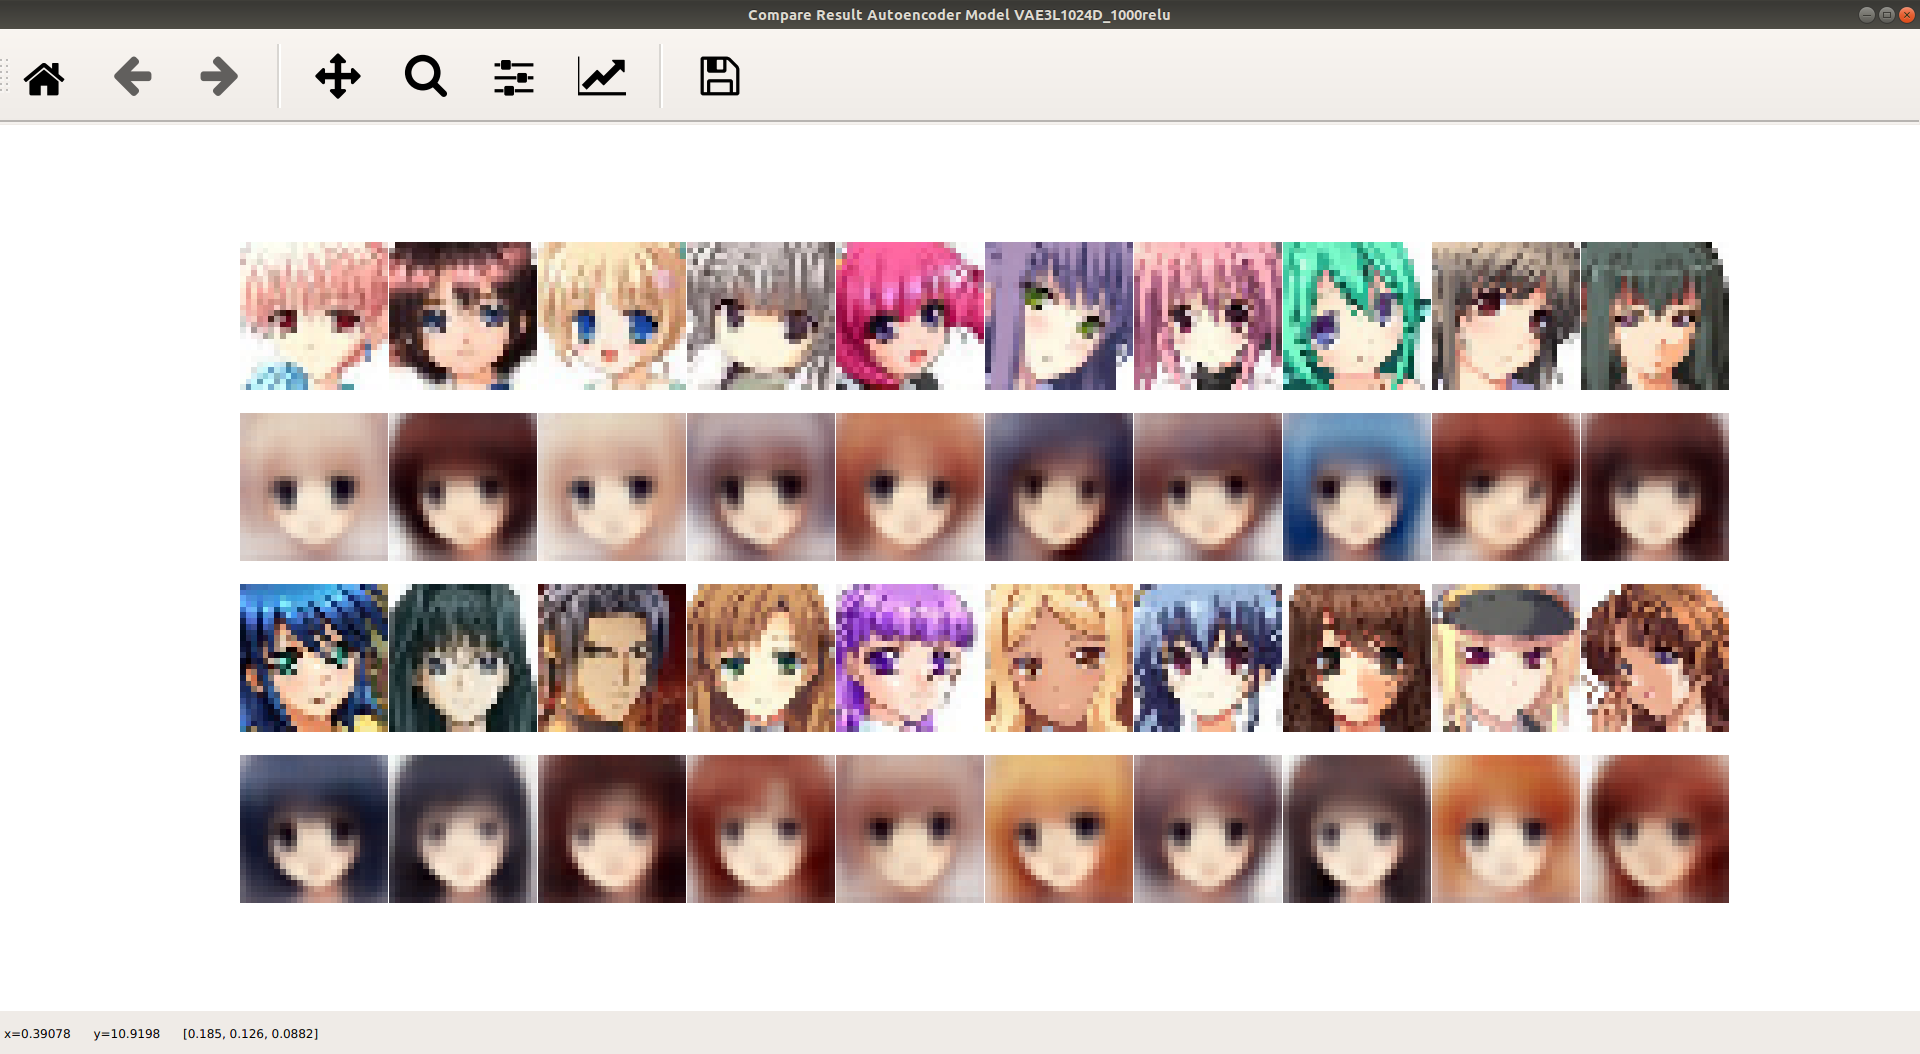 Compare Result Autoencoder Model VAE3L1024D_1000relu
x=0.39078 y=10.9198 [0.185, 0.126, 0.0882]